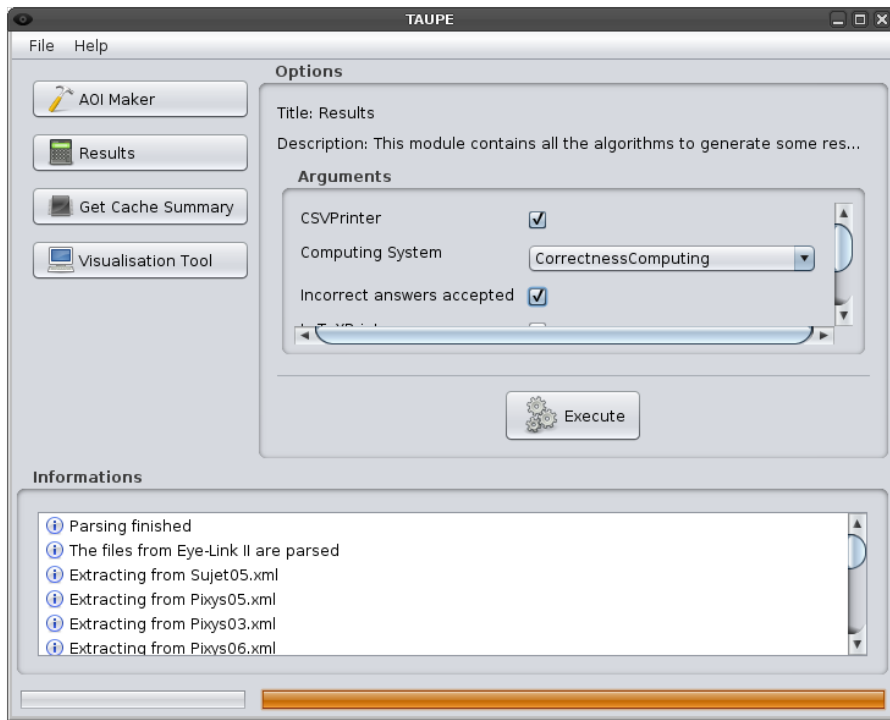 TAUPE
File Help
AOI Maker
Results
Get Cache Summary
Visualisation Tool
Options
Title: Results
Description: This module contains all the algorithms to generate some res...
Arguments
CSVPrinter
Computing System
CorrectnessComputing
Incorrect answers accepted
Execute
Informations
Parsing finished
The files from Eye-Link II are parsed
Extracting from Sujet05.xml
Extracting from Pixys05.xml
Extracting from Pixys03.xml
Extracting from Pixys06.xml